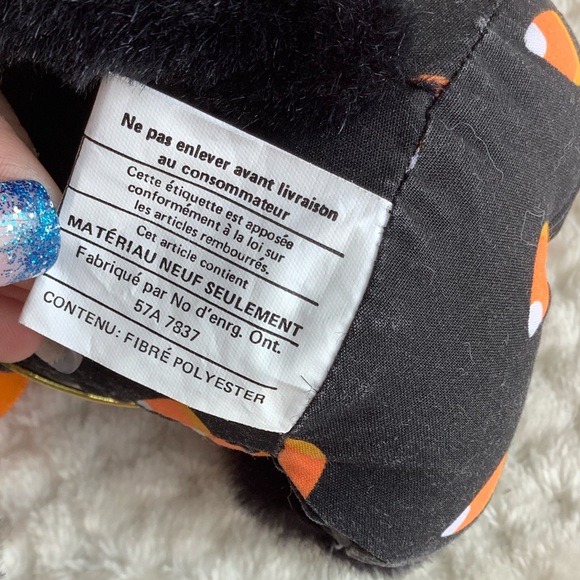 Ne pas enlever avant livraison
au consommateur
Cette étiquette est apposée
conformément à la loi sur
les articles rembourrés.
Cet article contient
MATÉRIAU NEUF SEULEMENT
Fabriqué par No d'enrg. Ont.
57A 7837
CONTENU: FIBRÉ POLYESTER